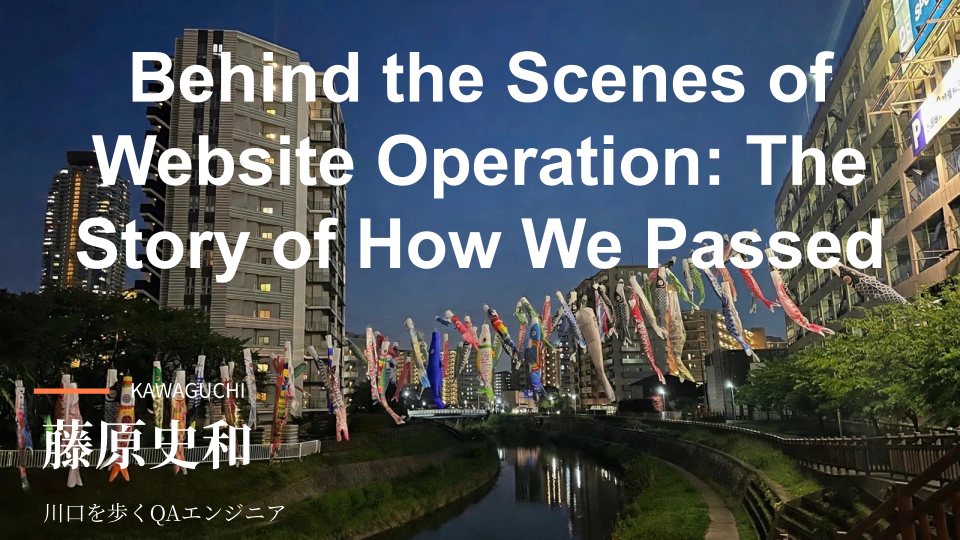 Behind the Scenes of
Website Operation: The
Story of How We Passed
KAWAGUCHI
藤原史和
川口を歩くQAエンジニア
P